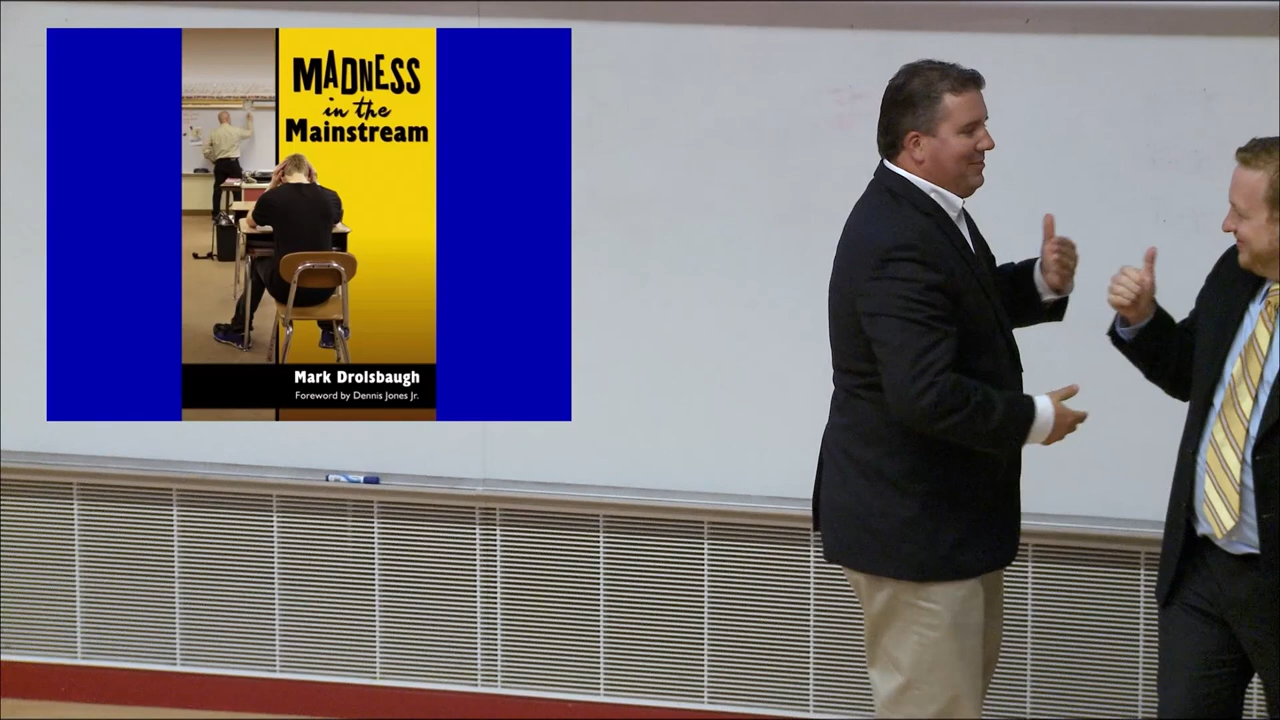 MADNESS
in the
Mainstream
Mark Drolsbaugh
Foreword by Dennis Jones Jr.